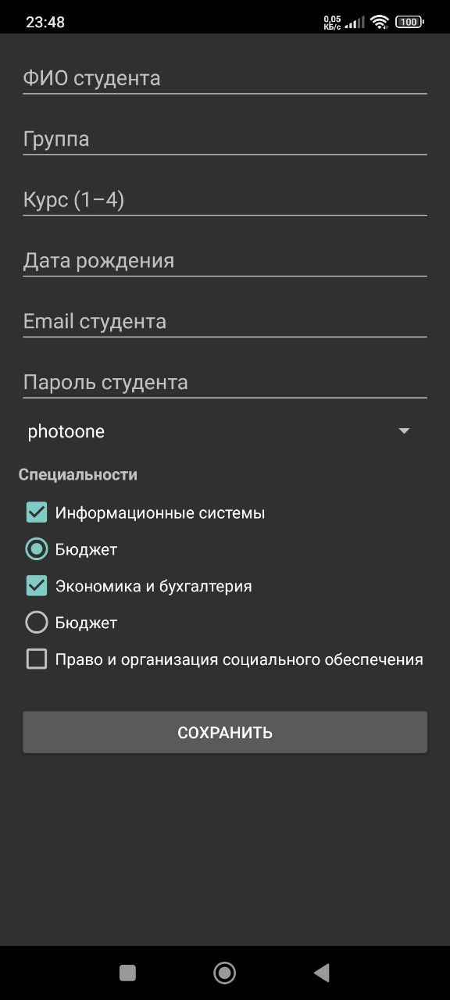 23:48
0,05
КБ/с
100
ФИО студента
Группа
Курс (1–4)
Дата рождения
Email студента
Пароль студента
photoone
Специальности
Информационные системы
Бюджет
Экономика и бухгалтерия
Бюджет
Право и организация социального обеспечения
СОХРАНИТЬ